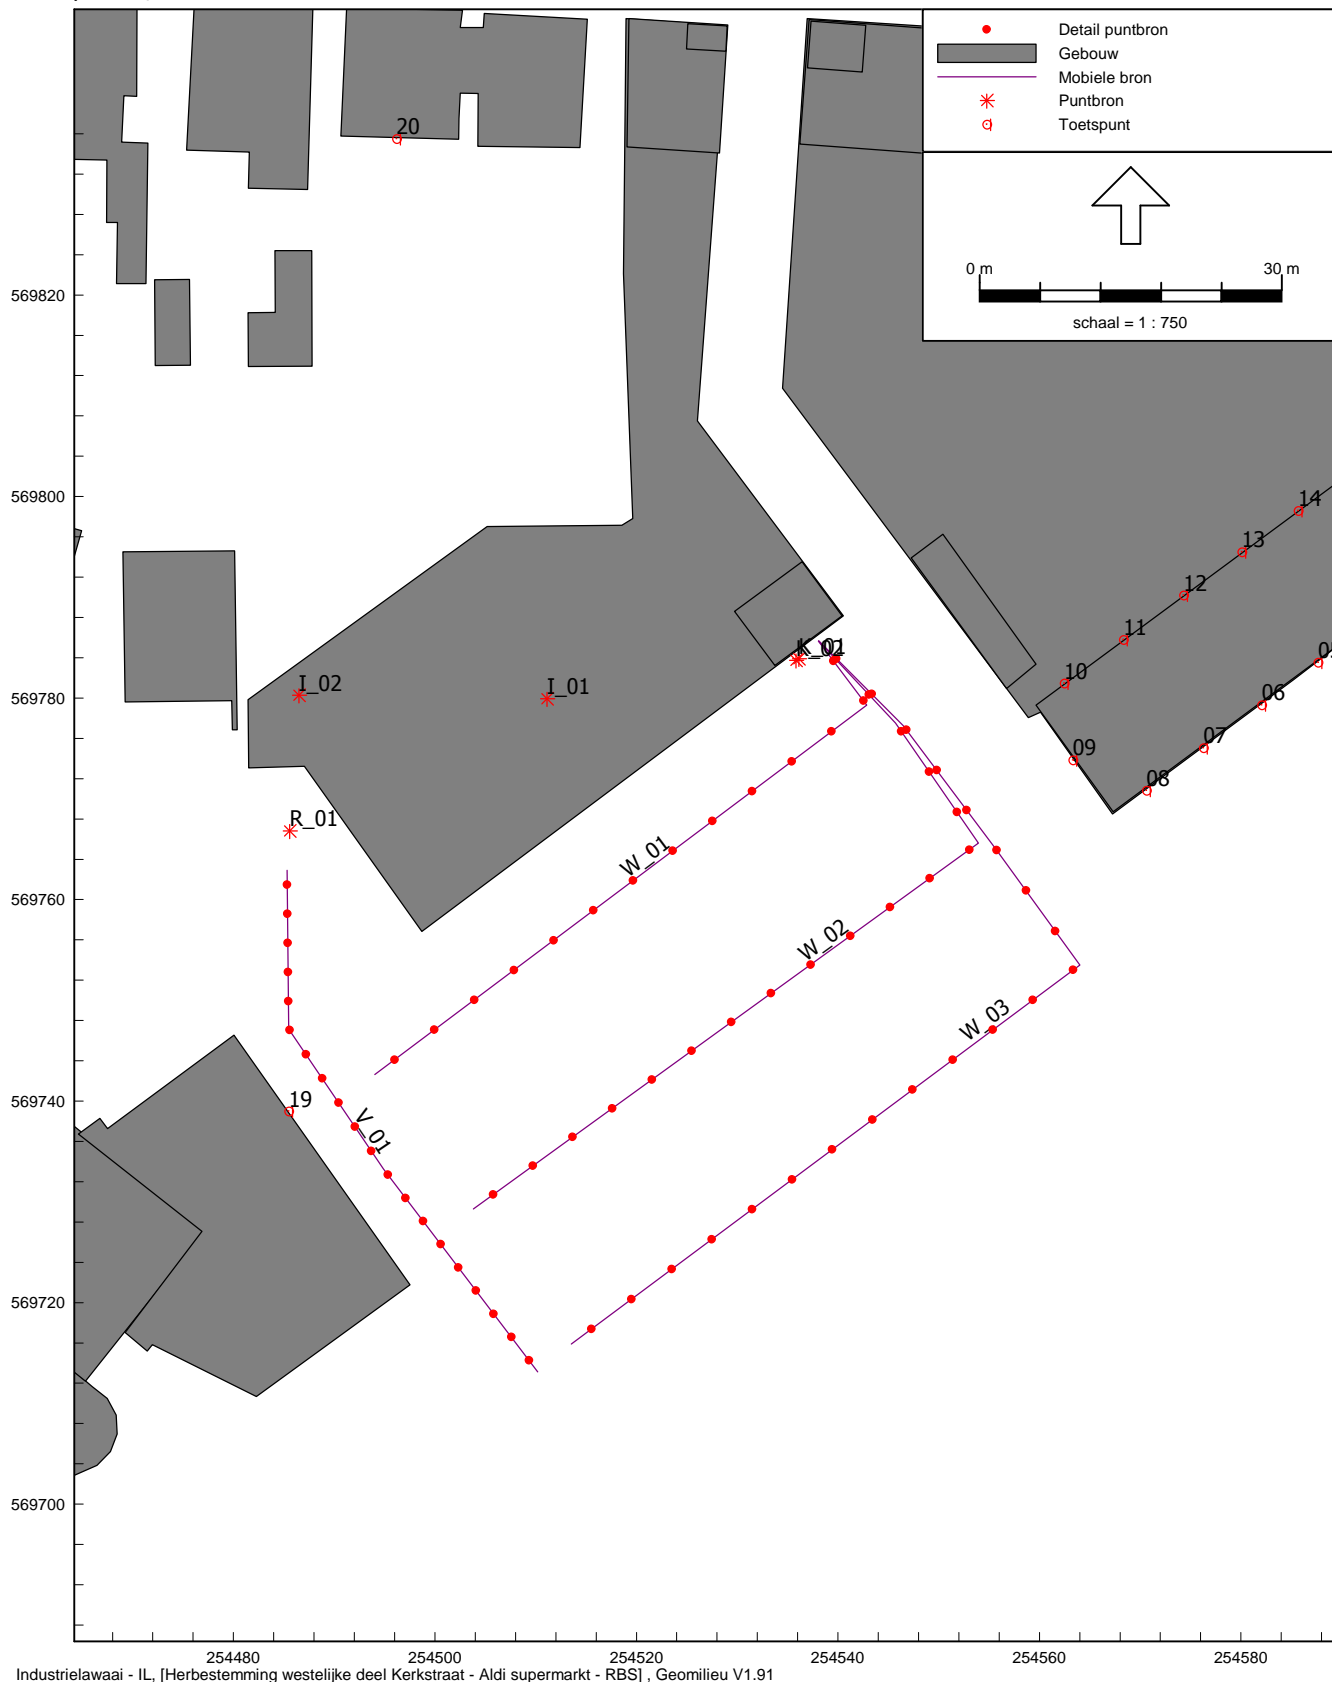 Detail puntbron
Gebouw
Mobiele bron
Puntbron
Toetspunt
0 m 30 m
schaal = 1 : 750
20
569820
569800
569780
569760
569740
569720
569700
14
13
12
11
10
05
06
07
08
09
K_02
I_02
I_01
R_01
W_01
W_02
W_03
19
V_01
254480 254500 254520 254540 254560 254580
Industrielawaai - IL, [Herbestemming westelijke deel Kerkstraat - Aldi supermarkt - RBS] , Geomilieu V1.91